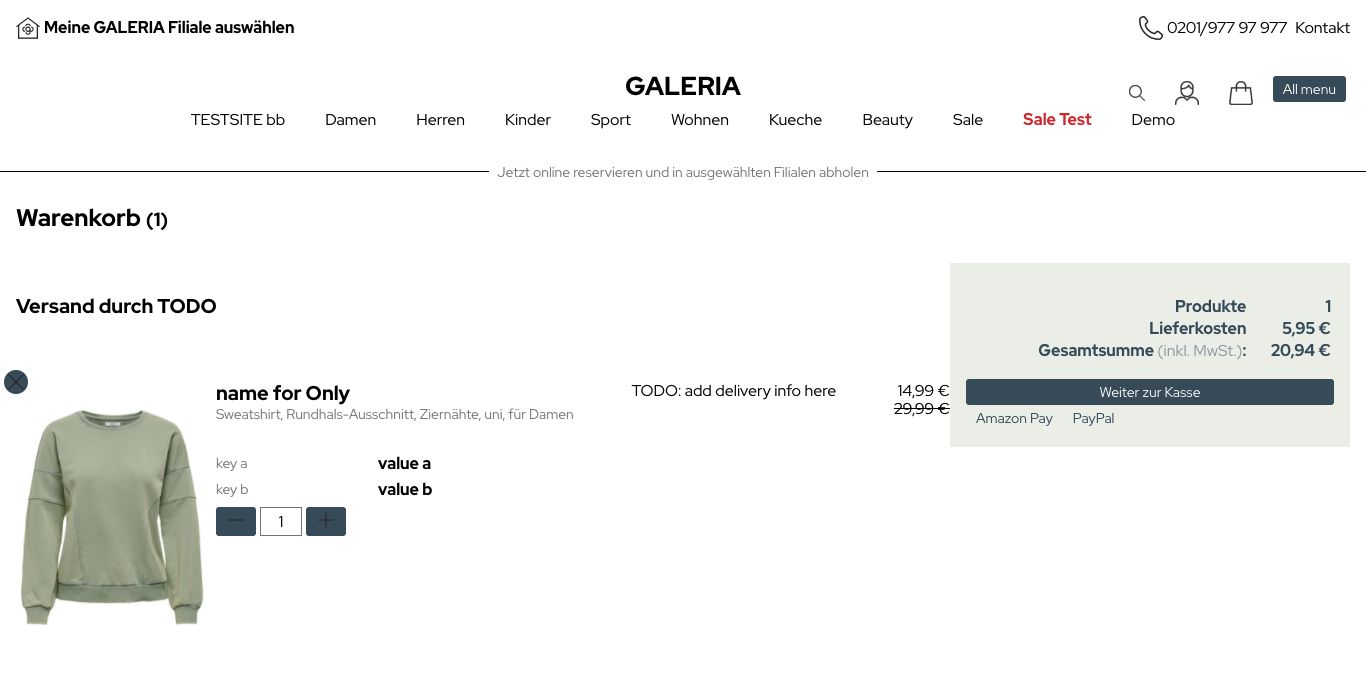 Meine GALERIA Filiale auswählen
0201/977 97 977 Kontakt
GALERIA
All menu
TESTSITE bb Damen Herren Kinder Sport Wohnen Kueche Beauty Sale Sale Test Demo
Jetzt online reservieren und in ausgewählten Filialen abholen
Warenkorb (1)
Versand durch TODO
name for Only
Sweatshirt, Rundhals-Ausschnitt, Ziernähte, uni, für Damen
key a value a
key b value b
1
TODO: add delivery info here
14,99 €
29,99 €
Produkte 1
Lieferkosten 5,95 €
Gesamtsumme (inkl. MwSt.): 20,94 €
Weiter zur Kasse
Amazon Pay PayPal